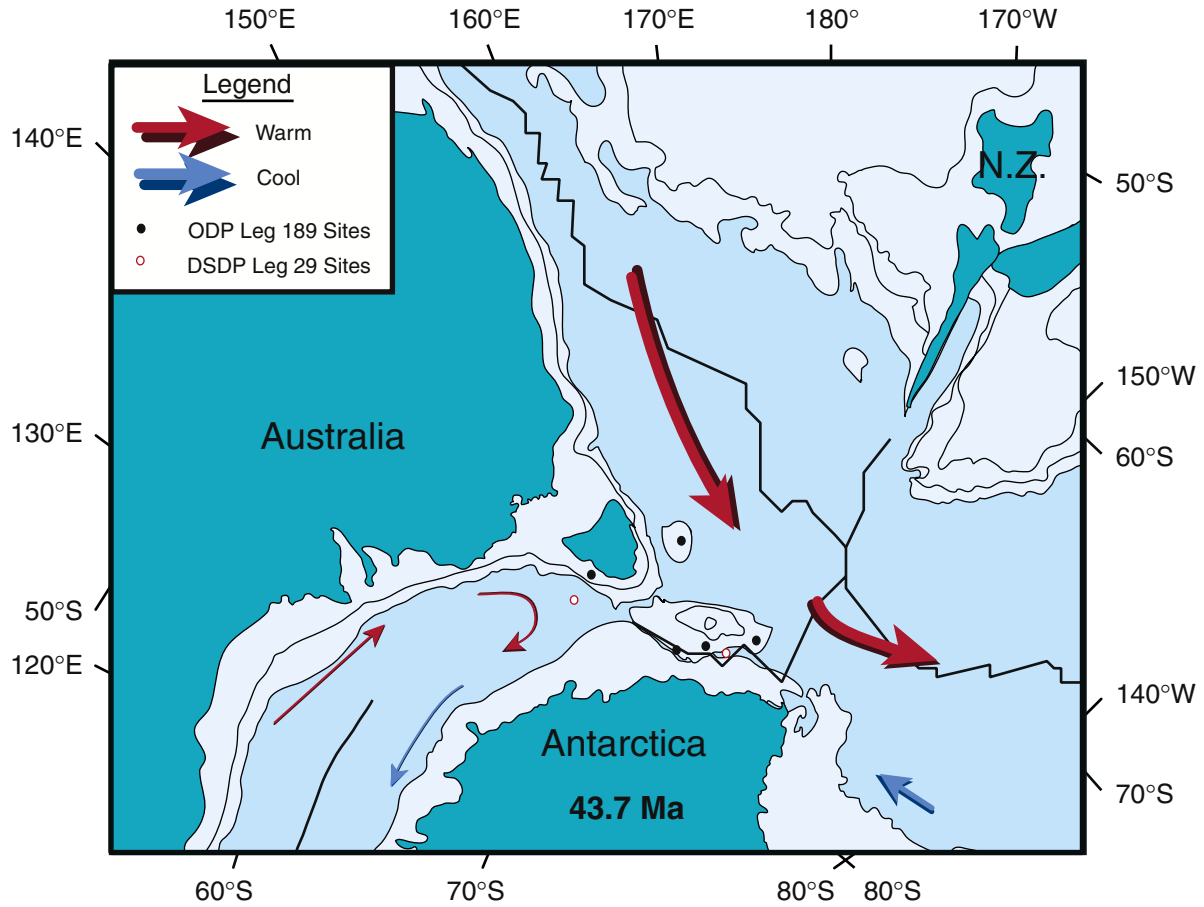 150°E
160°E
170°E
180°
170°W
Legend
Warm
Cool
ODP Leg 189 Sites
DSDP Leg 29 Sites
140°E
N.Z.
50°S
150°W
130°E
Australia
60°S
50°S
120°E
140°W
Antarctica
70°S
43.7 Ma
60°S
70°S
80°S
80°S